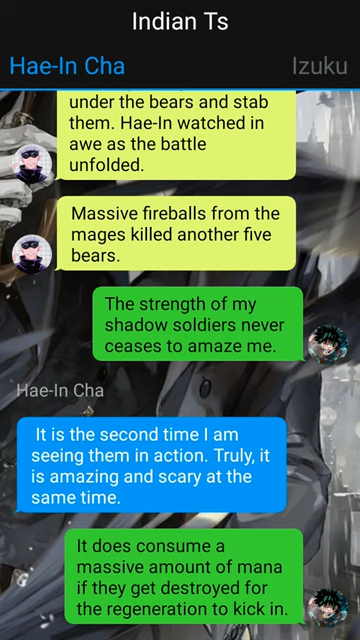 Indian Ts
Hae-In Cha
Izuku
under the bears and stab
them. Hae-In watched in
awe as the battle
unfolded.
Massive fireballs from the
mages killed another five
bears.
The strength of my
shadow soldiers never
ceases to amaze me.
Hae-In Cha
It is the second time I am
seeing them in action. Truly, it
is amazing and scary at the
same time.
It does consume a
massive amount of mana
if they get destroyed for
the regeneration to kick in.